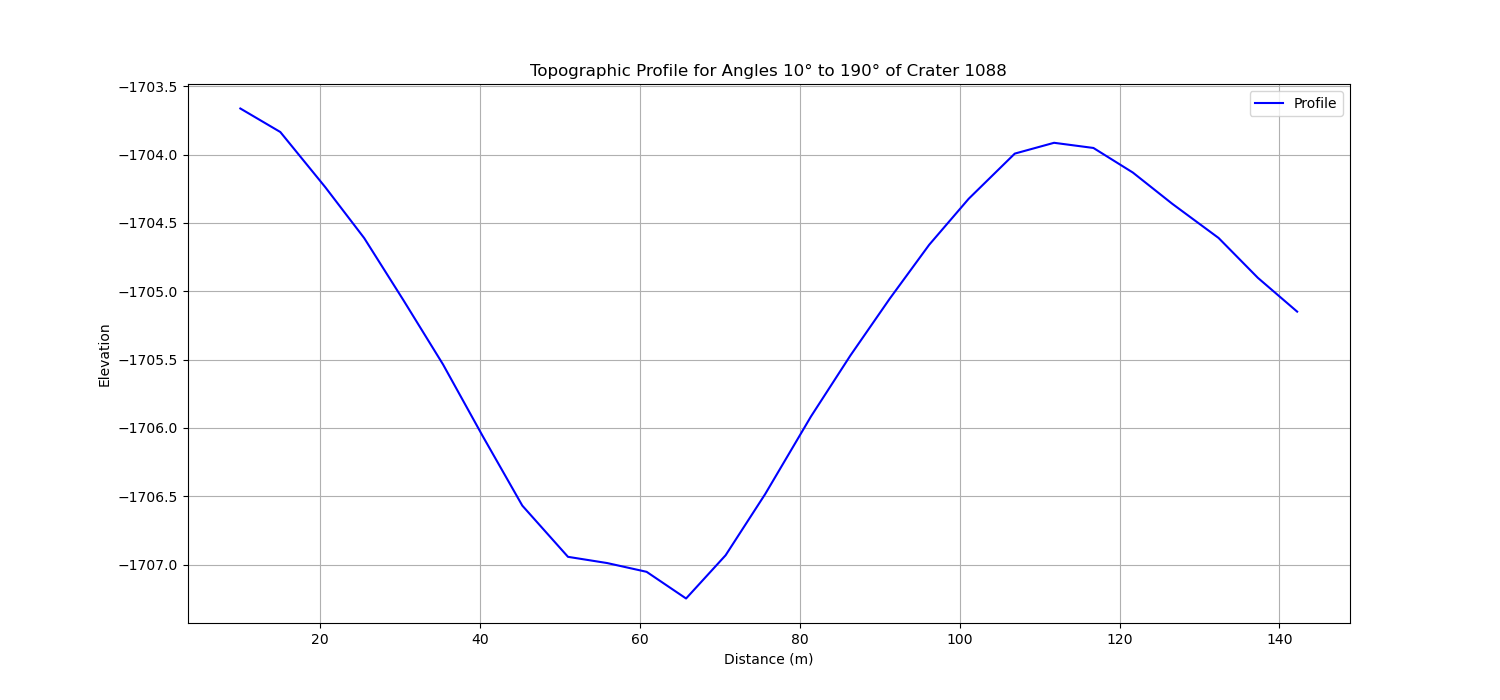 Topographic Profile for Angles 10° to 190° of Crater 1088
Profile
−1703.5
−1704.0
−1704.5
−1705.0
−1705.5
−1706.0
−1706.5
−1707.0
Elevation
20 40 60 80 100 120 140
Distance (m)